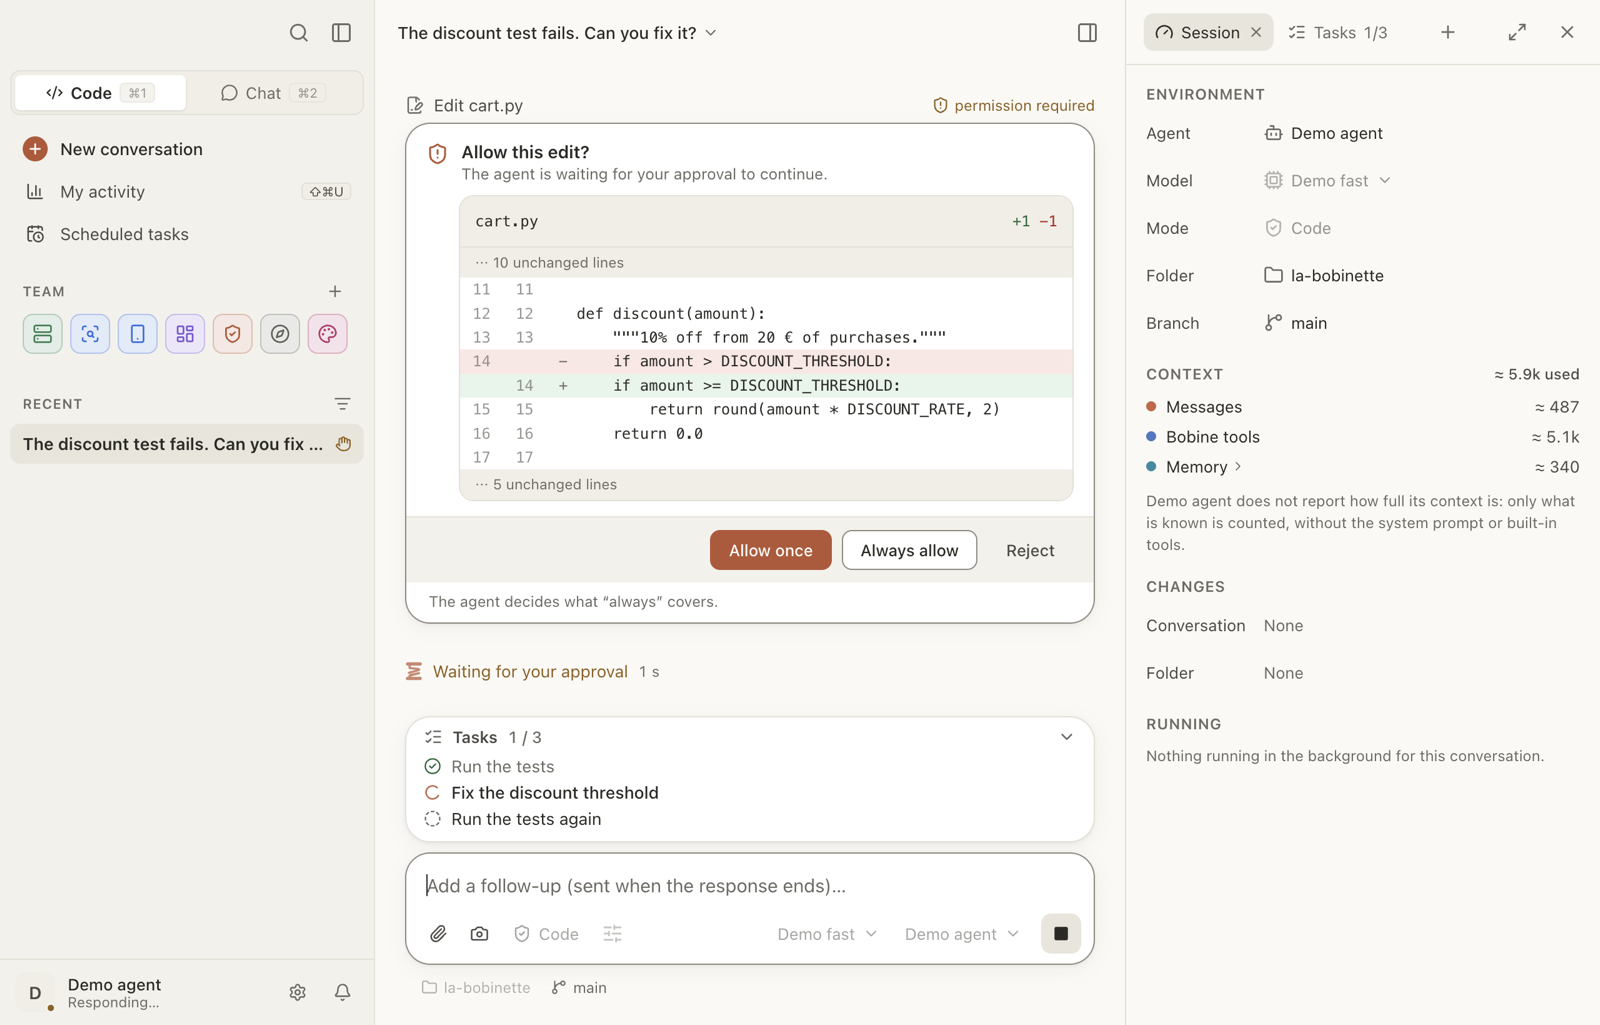 Code ⌘1
Chat ⌘2
New conversation
My activity ⇧⌘U
Scheduled tasks
TEAM
RECENT
The discount test fails. Can you fix ...
D
Demo agent
Responding...
The discount test fails. Can you fix it?
Edit cart.py
permission required
Allow this edit?
The agent is waiting for your approval to continue.
cart.py +1 −1
··· 10 unchanged lines
11 11
12 12 def discount(amount):
13 13 """10% off from 20 € of purchases."""
14 − if amount > DISCOUNT_THRESHOLD:
14 + if amount >= DISCOUNT_THRESHOLD:
15 15 return round(amount * DISCOUNT_RATE, 2)
16 16 return 0.0
17 17
··· 5 unchanged lines
Allow once
Always allow
Reject
The agent decides what “always” covers.
Waiting for your approval 1 s
Tasks 1 / 3
Run the tests
Fix the discount threshold
Run the tests again
Add a follow-up (sent when the response ends)...
Code
Demo fast
Demo agent
la-bobinette
main
Session
Tasks 1/3
ENVIRONMENT
Agent Demo agent
Model Demo fast
Mode Code
Folder la-bobinette
Branch main
CONTEXT ≈ 5.9k used
Messages ≈ 487
Bobine tools ≈ 5.1k
Memory ≈ 340
Demo agent does not report how full its context is: only what
is known is counted, without the system prompt or built-in
tools.
CHANGES
Conversation None
Folder None
RUNNING
Nothing running in the background for this conversation.